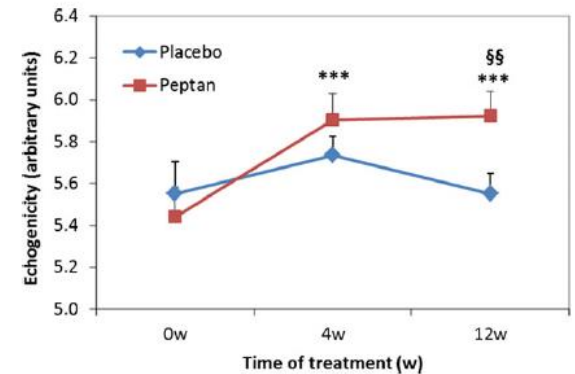 Echogenicity (arbitrary units)
6.4
6.2
6.0
5.8
5.6
5.4
5.2
5.0
Placebo
Peptan
***
§§
***
0w
4w
12w
Time of treatment (w)